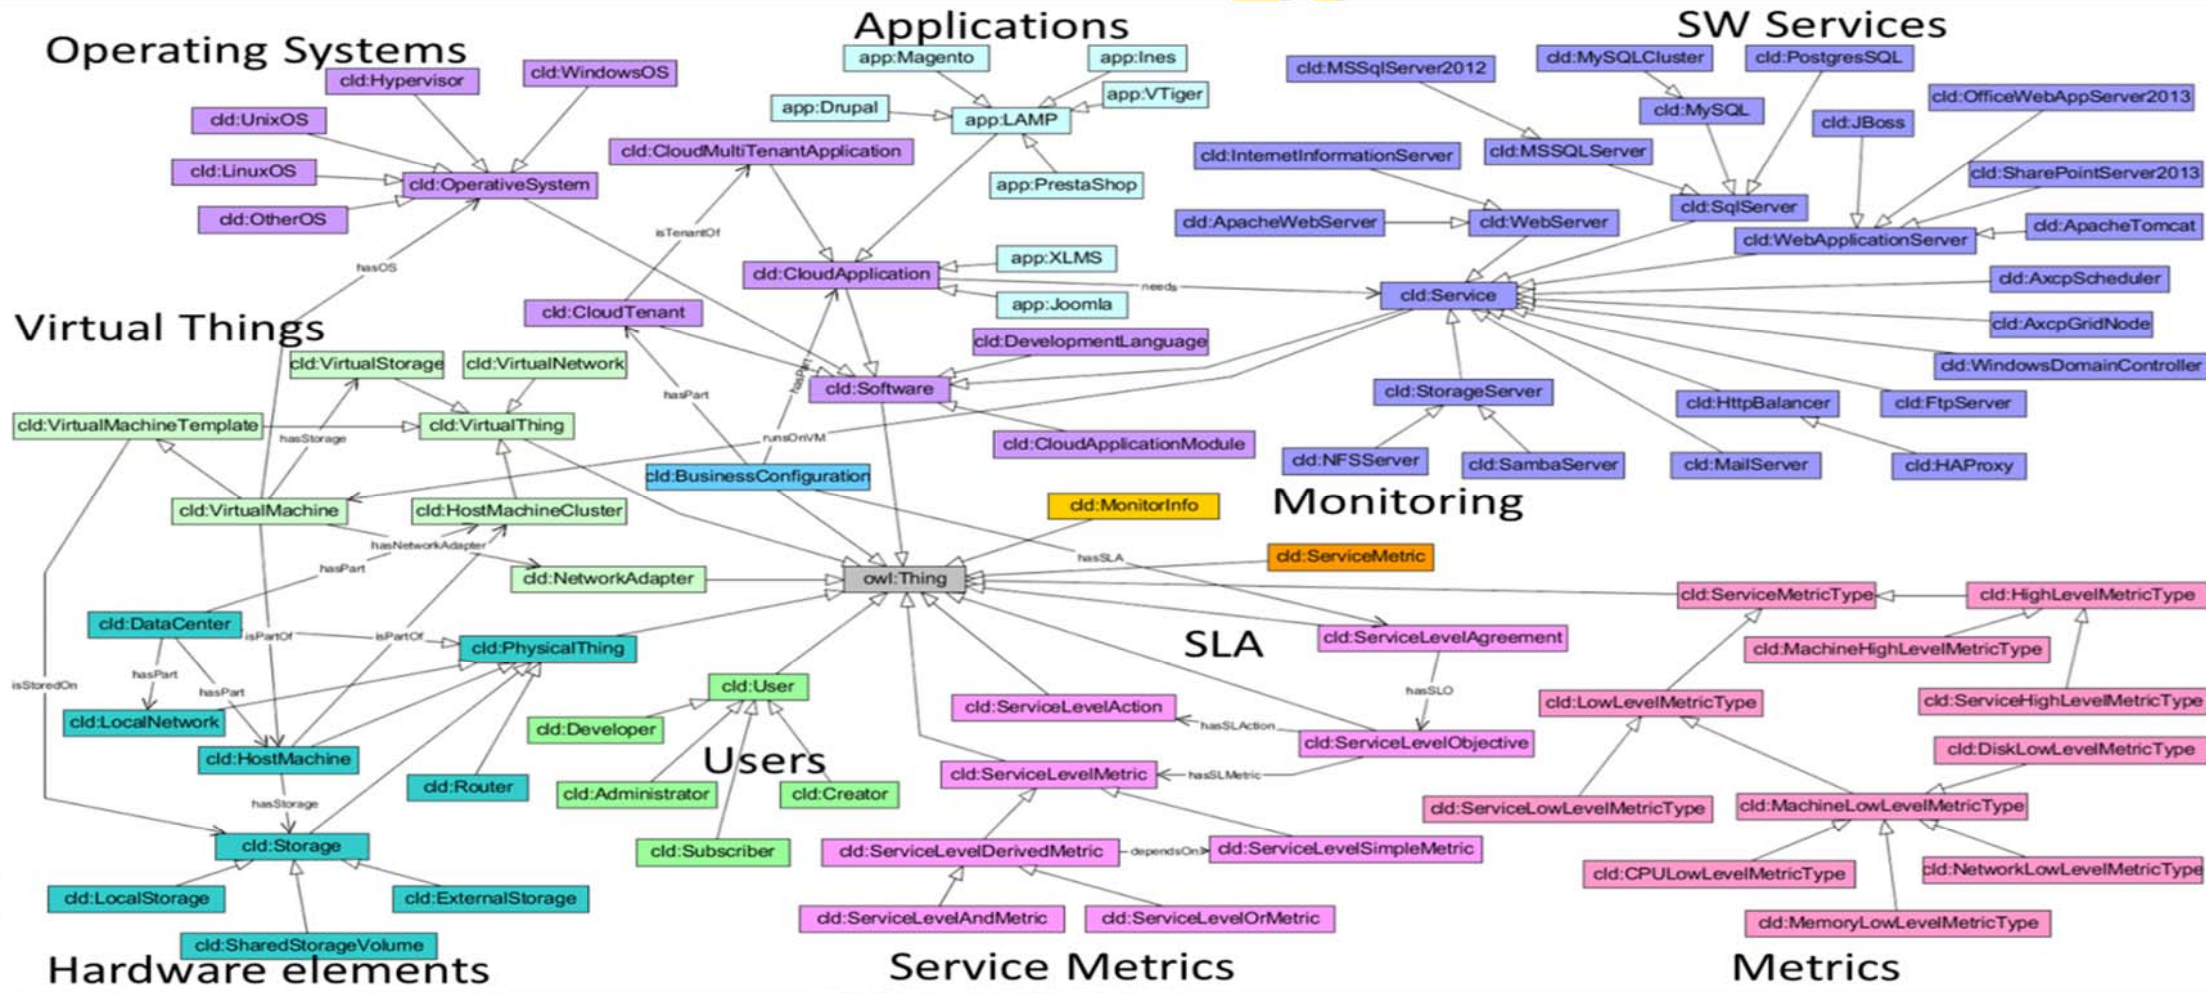 Operating Systems
Applications
SW Services
cld:Hypervisor
cld:WindowsOS
cld:UnixOS
cld:LinuxOS
cld:OtherOS
cld:OperativeSystem
app:Magento
app:Ines
app:Drupal
app:VTiger
app:LAMP
app:PrestaShop
cld:CloudMultiTenantApplication
isTenantOf
cld:CloudApplication
app:XLMS
app:Joomla
needs
cld:MSSqlServer2012
cld:MySQLCluster
cld:PostgresSQL
cld:MySQL
cld:OfficeWebAppServer2013
cld:JBoss
cld:InternetInformationServer
cld:MSSQLServer
cld:SharePointServer2013
cld:SqlServer
cld:ApacheWebServer
cld:WebServer
cld:WebApplicationServer
cld:ApacheTomcat
cld:Service
cld:AxcpScheduler
cld:AxcpGridNode
cld:WindowsDomainController
cld:StorageServer
cld:HttpBalancer
cld:FtpServer
cld:NFSServer
cld:SambaServer
cld:MailServer
cld:HAProxy
hasOS
Virtual Things
cld:CloudTenant
cld:DevelopmentLanguage
cld:VirtualStorage
cld:VirtualNetwork
hasPart
hasPart
cld:Software
cld:VirtualMachineTemplate
hasStorage
cld:VirtualThing
runsOnVM
cld:CloudApplicationModule
cld:BusinessConfiguration
cld:VirtualMachine
cld:HostMachineCluster
cld:MonitorInfo
Monitoring
hasNetworkAdapter
hasPart
hasSLA
cld:ServiceMetric
cld:NetworkAdapter
owl:Thing
cld:ServiceMetricType
cld:HighLevelMetricType
cld:DataCenter
isPartOf
isPartOf
cld:PhysicalThing
SLA
cld:ServiceLevelAgreement
cld:MachineHighLevelMetricType
isStoredOn
hasPart
hasPart
cld:User
hasSLO
cld:LowLevelMetricType
cld:ServiceHighLevelMetricType
cld:LocalNetwork
cld:Developer
cld:ServiceLevelAction
hasSLAction
cld:ServiceLevelObjective
cld:DiskLowLevelMetricType
cld:HostMachine
Users
cld:ServiceLevelMetric
hasSLMetric
cld:Router
cld:Administrator
cld:Creator
hasStorage
cld:ServiceLowLevelMetricType
cld:MachineLowLevelMetricType
cld:Storage
cld:Subscriber
cld:ServiceLevelDerivedMetric
dependsOn
cld:ServiceLevelSimpleMetric
cld:CPULowLevelMetricType
cld:NetworkLowLevelMetricType
cld:LocalStorage
cld:ExternalStorage
cld:ServiceLevelAndMetric
cld:ServiceLevelOrMetric
cld:MemoryLowLevelMetricType
cld:SharedStorageVolume
Hardware elements
Service Metrics
Metrics